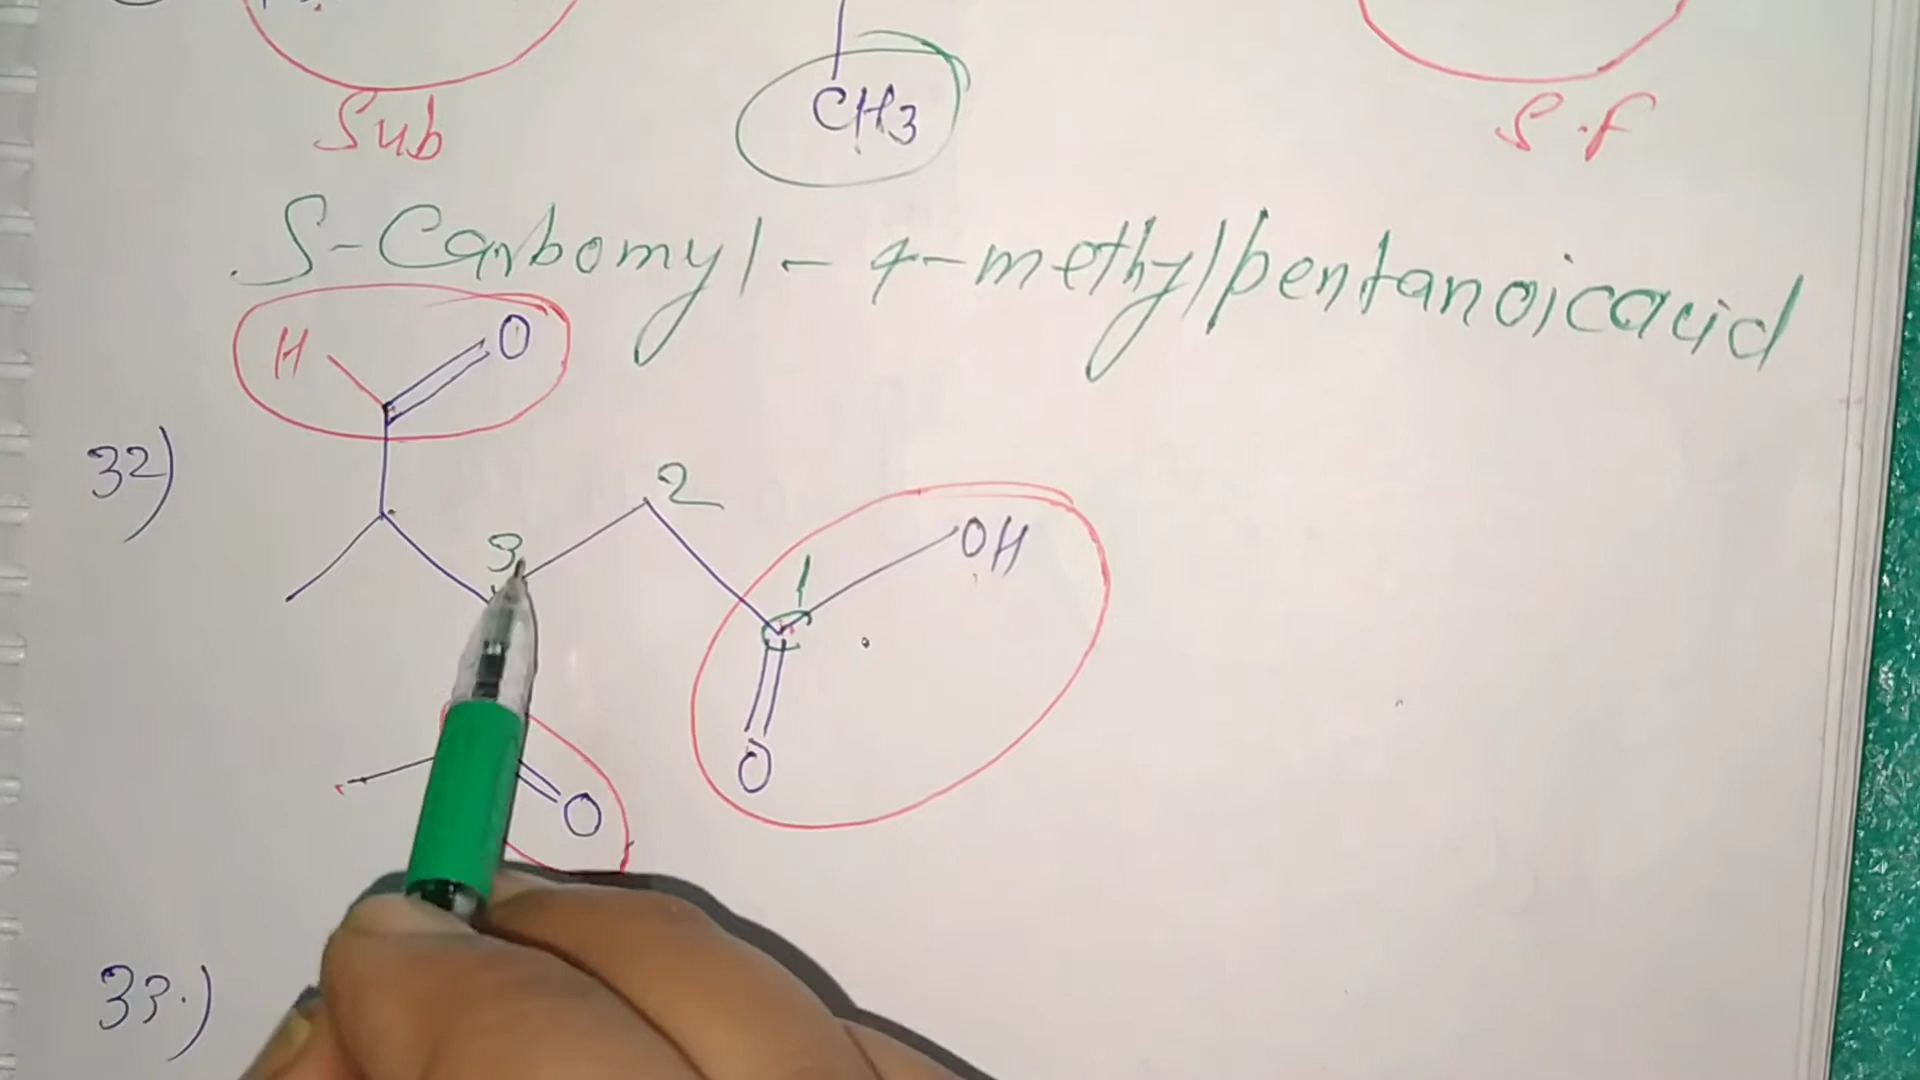 CH3
Sub
S.f
5-Carbomyl-4-methylpentanoicacid
H
O
32)
2
3
1
OH
O
O
33.)